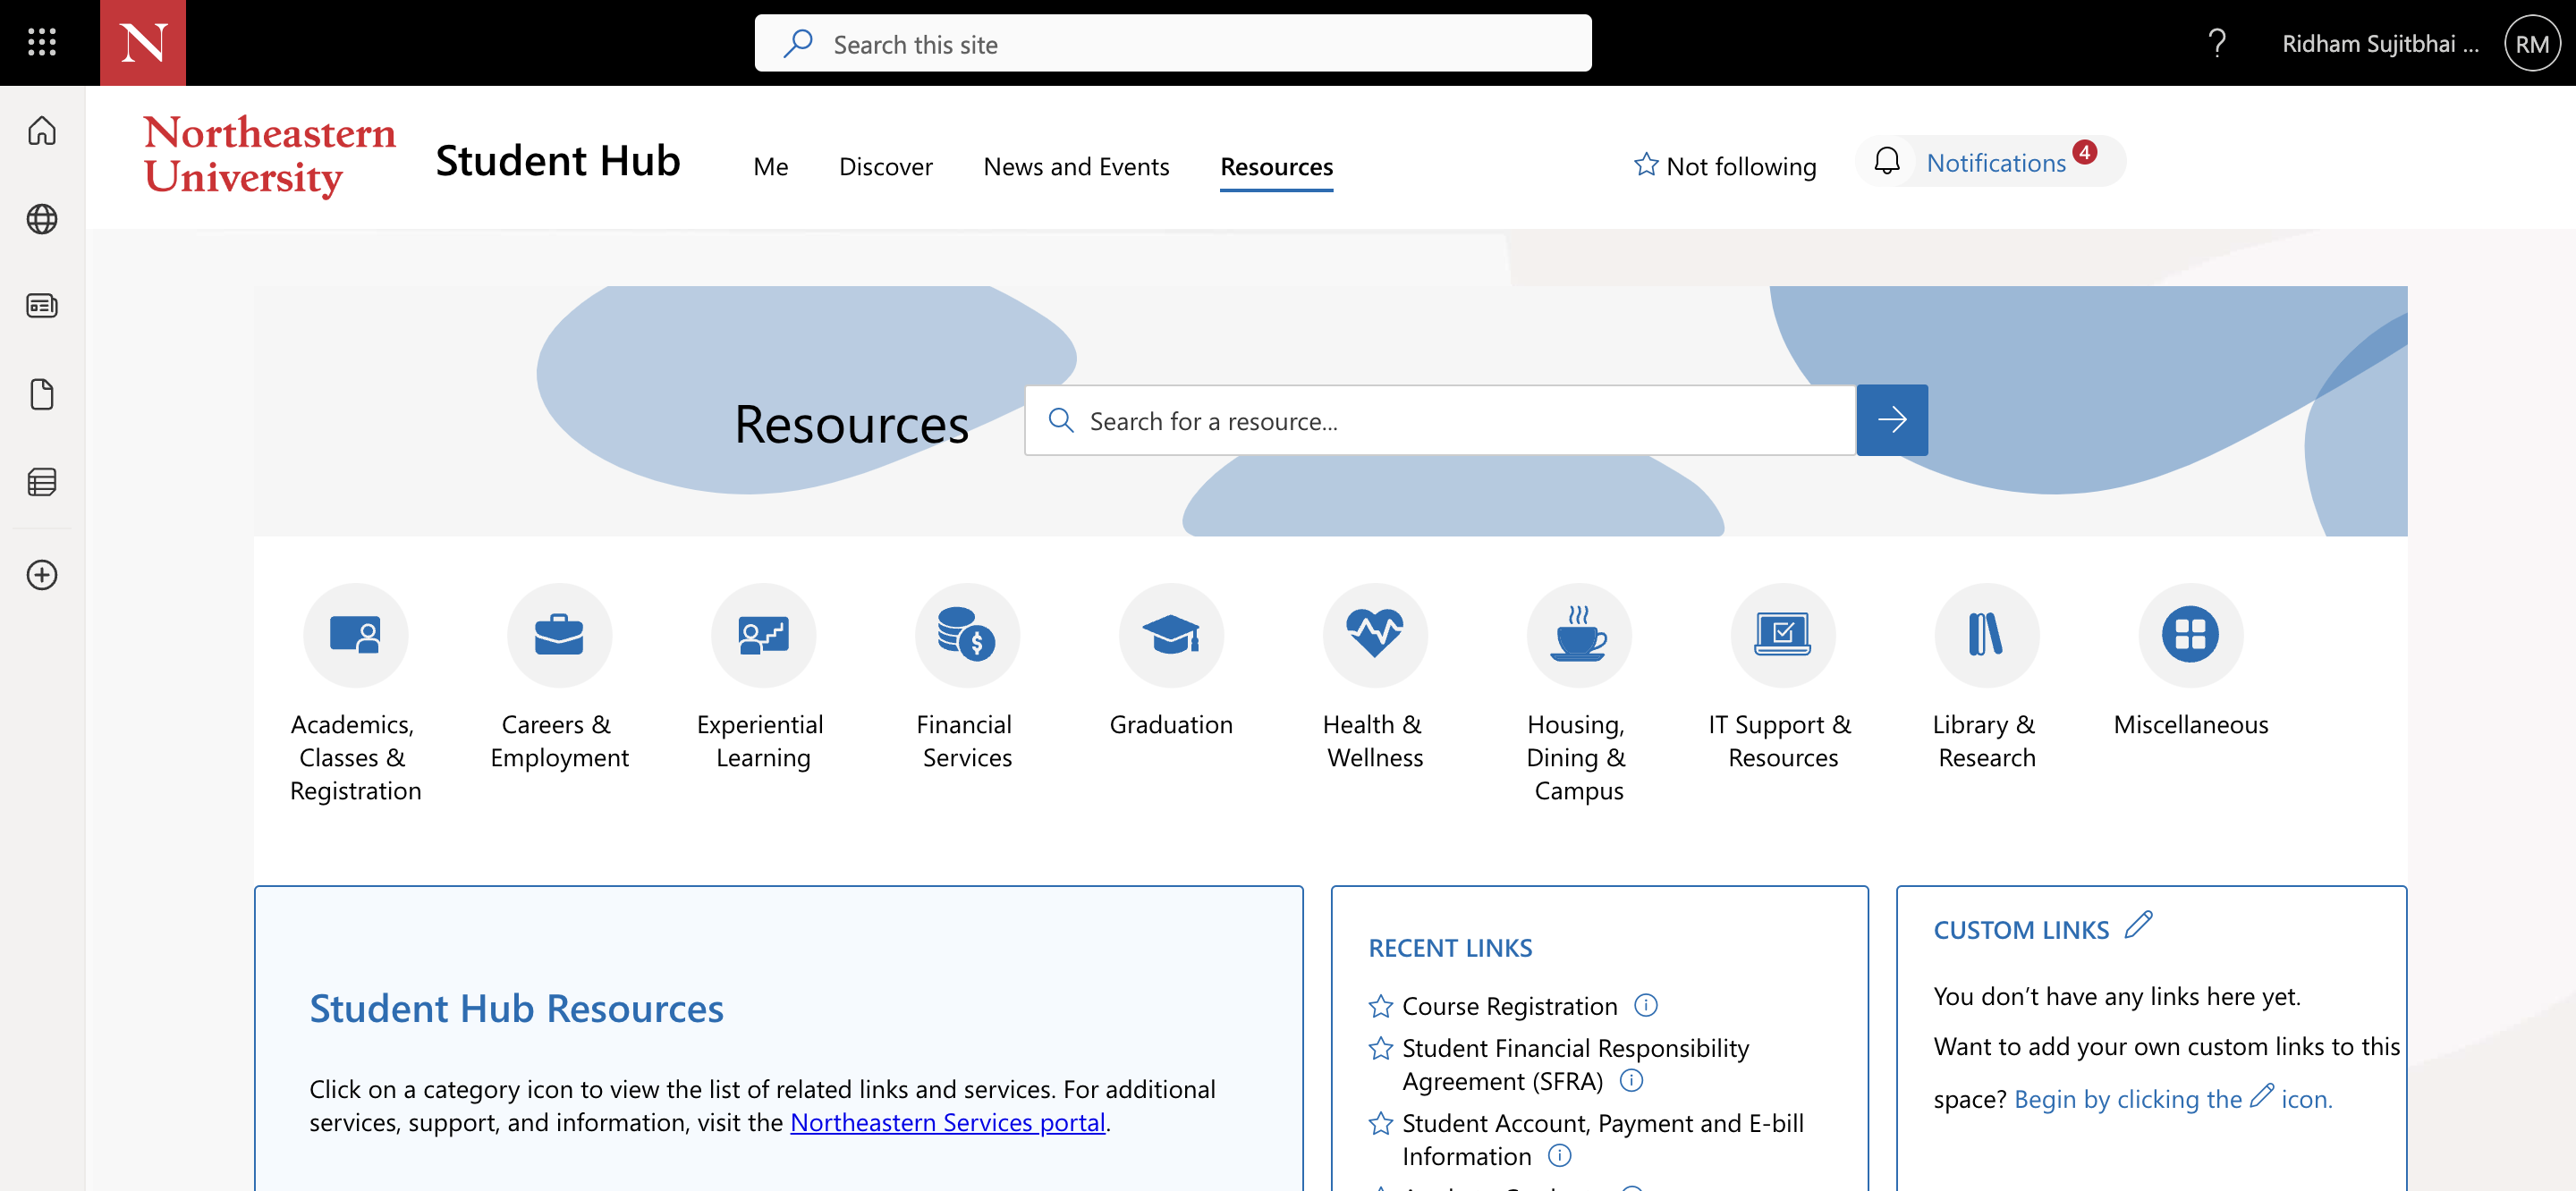 N
Search this site
?
Ridham Sujitbhai ...
RM
Northeastern
University
Student Hub
Me
Discover
News and Events
Resources
Not following
Notifications
4
Resources
Search for a resource...
Academics,
Classes &
Registration
Careers &
Employment
Experiential
Learning
Financial
Services
Graduation
Health &
Wellness
Housing,
Dining &
Campus
IT Support &
Resources
Library &
Research
Miscellaneous
Student Hub Resources
Click on a category icon to view the list of related links and services. For additional
services, support, and information, visit the Northeastern Services portal.
RECENT LINKS
Course Registration
Student Financial Responsibility
Agreement (SFRA)
Student Account, Payment and E-bill
Information
CUSTOM LINKS
You don't have any links here yet.
Want to add your own custom links to this
space? Begin by clicking the icon.